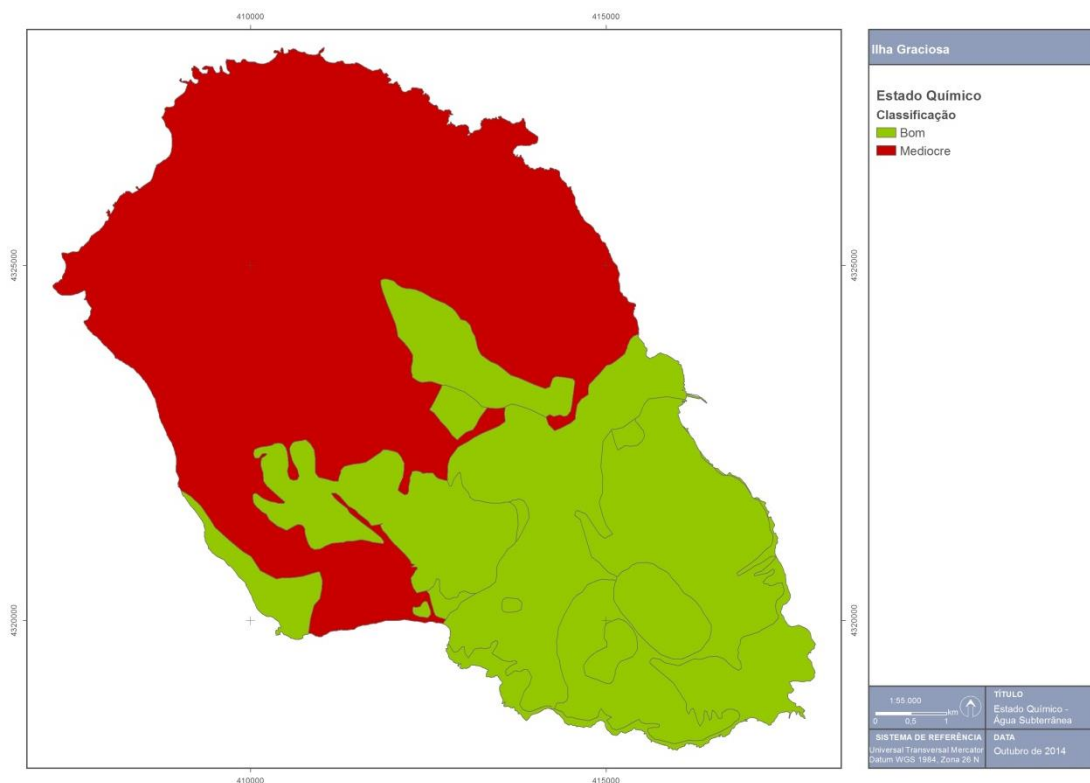 410000
415000
4325000
4325000
4320000
4320000
410000
415000
Ilha Graciosa
Estado Químico
Classificação
Bom
Mediocre
1:55.000
km
0 0,5 1
TÍTULO
Estado Químico -
Água Subterrânea
SISTEMA DE REFERÊNCIA
Universal Transversal Mercator
Datum WGS 1984, Zona 26 N
DATA
Outubro de 2014